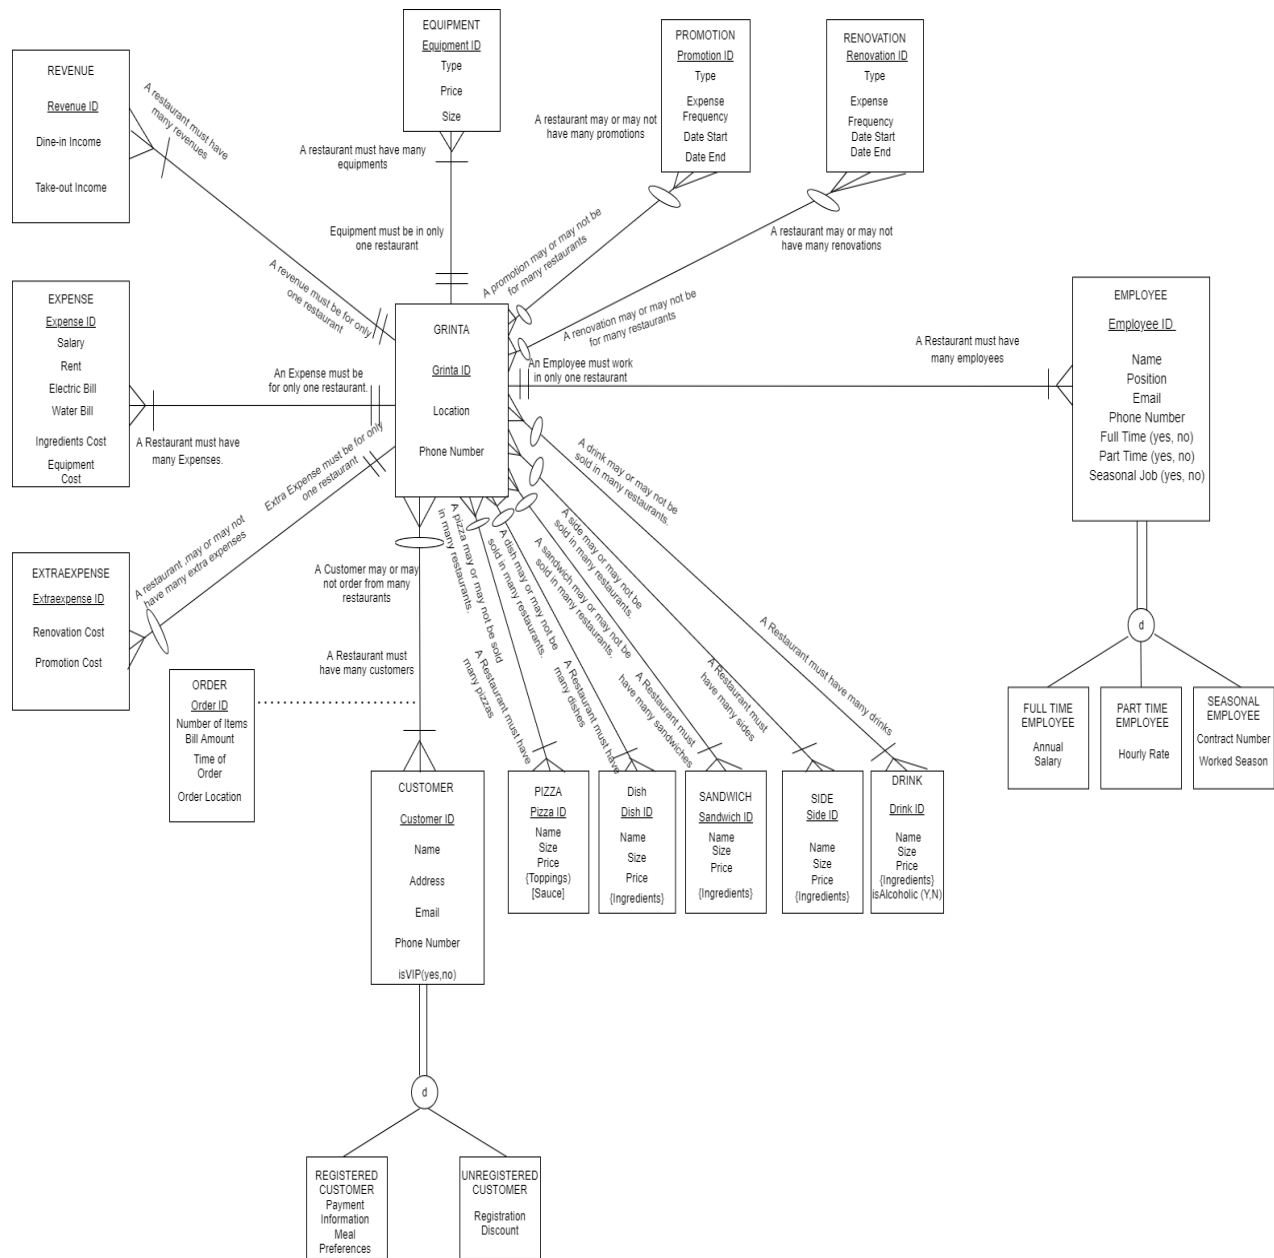 EQUIPMENT
Equipment ID
Type
Price
Size
PROMOTION
Promotion ID
Type
Expense
Frequency
Date Start
Date End
RENOVATION
Renovation ID
Type
Expense
Frequency
Date Start
Date End
REVENUE
Revenue ID
Dine-in Income
Take-out Income
A restaurant must have
many revenues
A restaurant must have many
equipments
A restaurant may or may not
have many promotions
Equipment must be in only
one restaurant
A promotion may or may not be
for many restaurants
A restaurant may or may not
have many renovations
A revenue must be for only
one restaurant
A renovation may or may not be
for many restaurants
EXPENSE
Expense ID
Salary
Rent
Electric Bill
Water Bill
Ingredients Cost
Equipment
Cost
An Expense must be
for only one restaurant.
A Restaurant must have
many Expenses.
GRINTA
Grinta ID
Location
Phone Number
An Employee must work
in only one restaurant
A Restaurant must have
many employees
EMPLOYEE
Employee ID
Name
Position
Email
Phone Number
Full Time (yes, no)
Part Time (yes, no)
Seasonal Job (yes, no)
Extra Expense must be for only
one restaurant
A restaurant ,may or may not
have many extra expenses
EXTRAEXPENSE
Extraexpense ID
Renovation Cost
Promotion Cost
A Customer may or may
not order from many
restaurants
A Restaurant must
have many customers
A pizza may or may not be sold
in many restaurants.
A dish may or may not be
sold in many restaurants.
A sandwich may or may not be
sold in many restaurants.
A side may or may not be
sold in many restaurants.
A drink may or may not be
sold in many restaurants.
A Restaurant must have
many pizzas
A Restaurant must have
many dishes
A Restaurant must
have many sandwiches
A Restaurant must
have many sides
A Restaurant must have many drinks
d
FULL TIME
EMPLOYEE
Annual
Salary
PART TIME
EMPLOYEE
Hourly Rate
SEASONAL
EMPLOYEE
Contract Number
Worked Season
ORDER
Order ID
Number of Items
Bill Amount
Time of
Order
Order Location
CUSTOMER
Customer ID
Name
Address
Email
Phone Number
isVIP(yes,no)
PIZZA
Pizza ID
Name
Size
Price
{Toppings)
[Sauce]
Dish
Dish ID
Name
Size
Price
{Ingredients}
SANDWICH
Sandwich ID
Name
Size
Price
{Ingredients}
SIDE
Side ID
Name
Size
Price
{Ingredients}
DRINK
Drink ID
Name
Size
Price
{Ingredients}
isAlcoholic (Y,N)
d
REGISTERED
CUSTOMER
Payment
Information
Meal
Preferences
UNREGISTERED
CUSTOMER
Registration
Discount